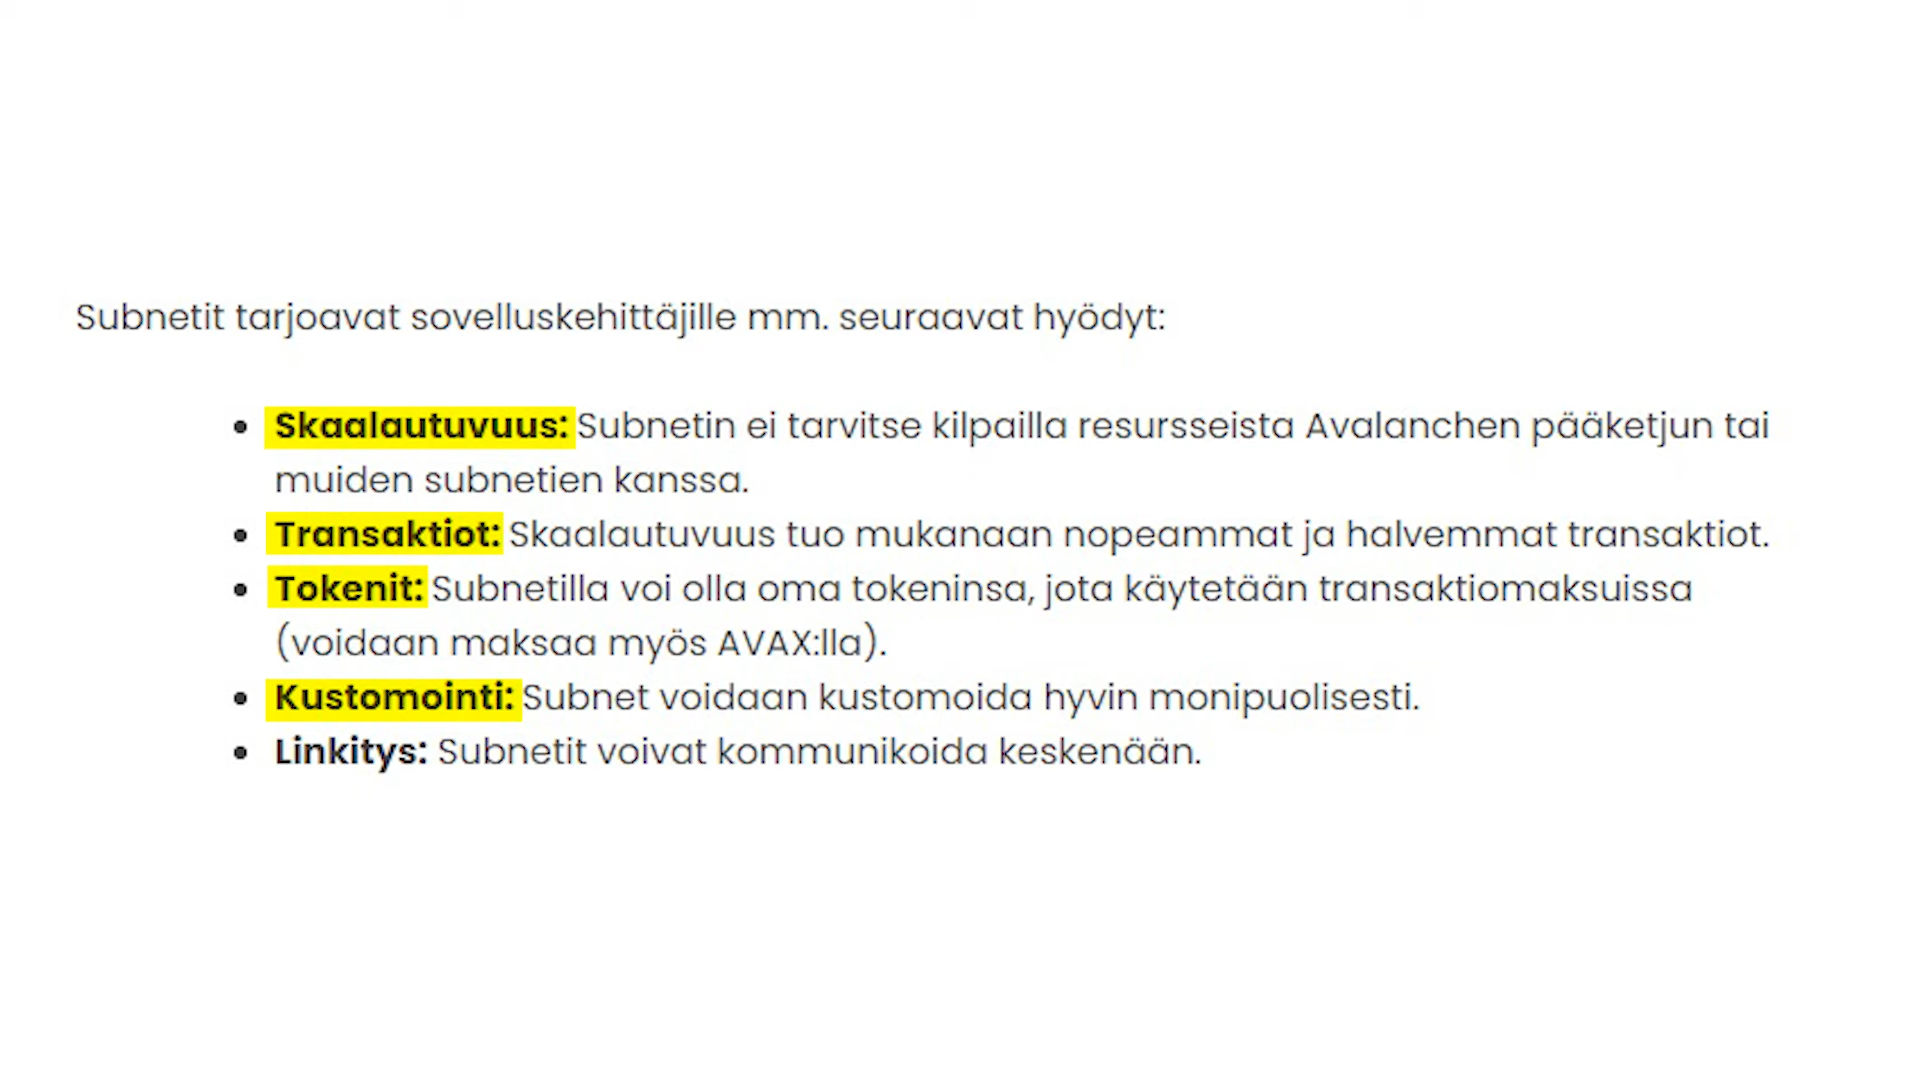 Subnetit tarjoavat sovelluskehittäjille mm. seuraavat hyödyt:
• Skaalautuvuus: Subnetin ei tarvitse kilpailla resursseista Avalanchen pääketjun tai
muiden subnetien kanssa.
• Transaktiot: Skaalautuvuus tuo mukanaan nopeammat ja halvemmat transaktiot.
• Tokenit: Subnetilla voi olla oma tokeninsa, jota käytetään transaktiomaksuissa
(voidaan maksaa myös AVAX:lla).
• Kustomointi: Subnet voidaan kustomoida hyvin monipuolisesti.
• Linkitys: Subnetit voivat kommunikoida keskenään.